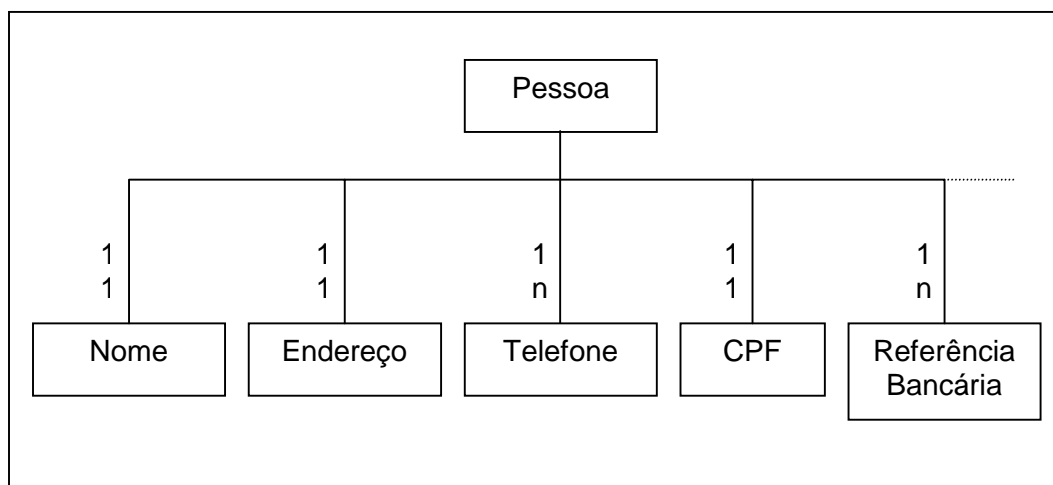 Pessoa
1 1 1 1 1
1 1 n 1 n
Nome Endereço Telefone CPF Referência
Bancária